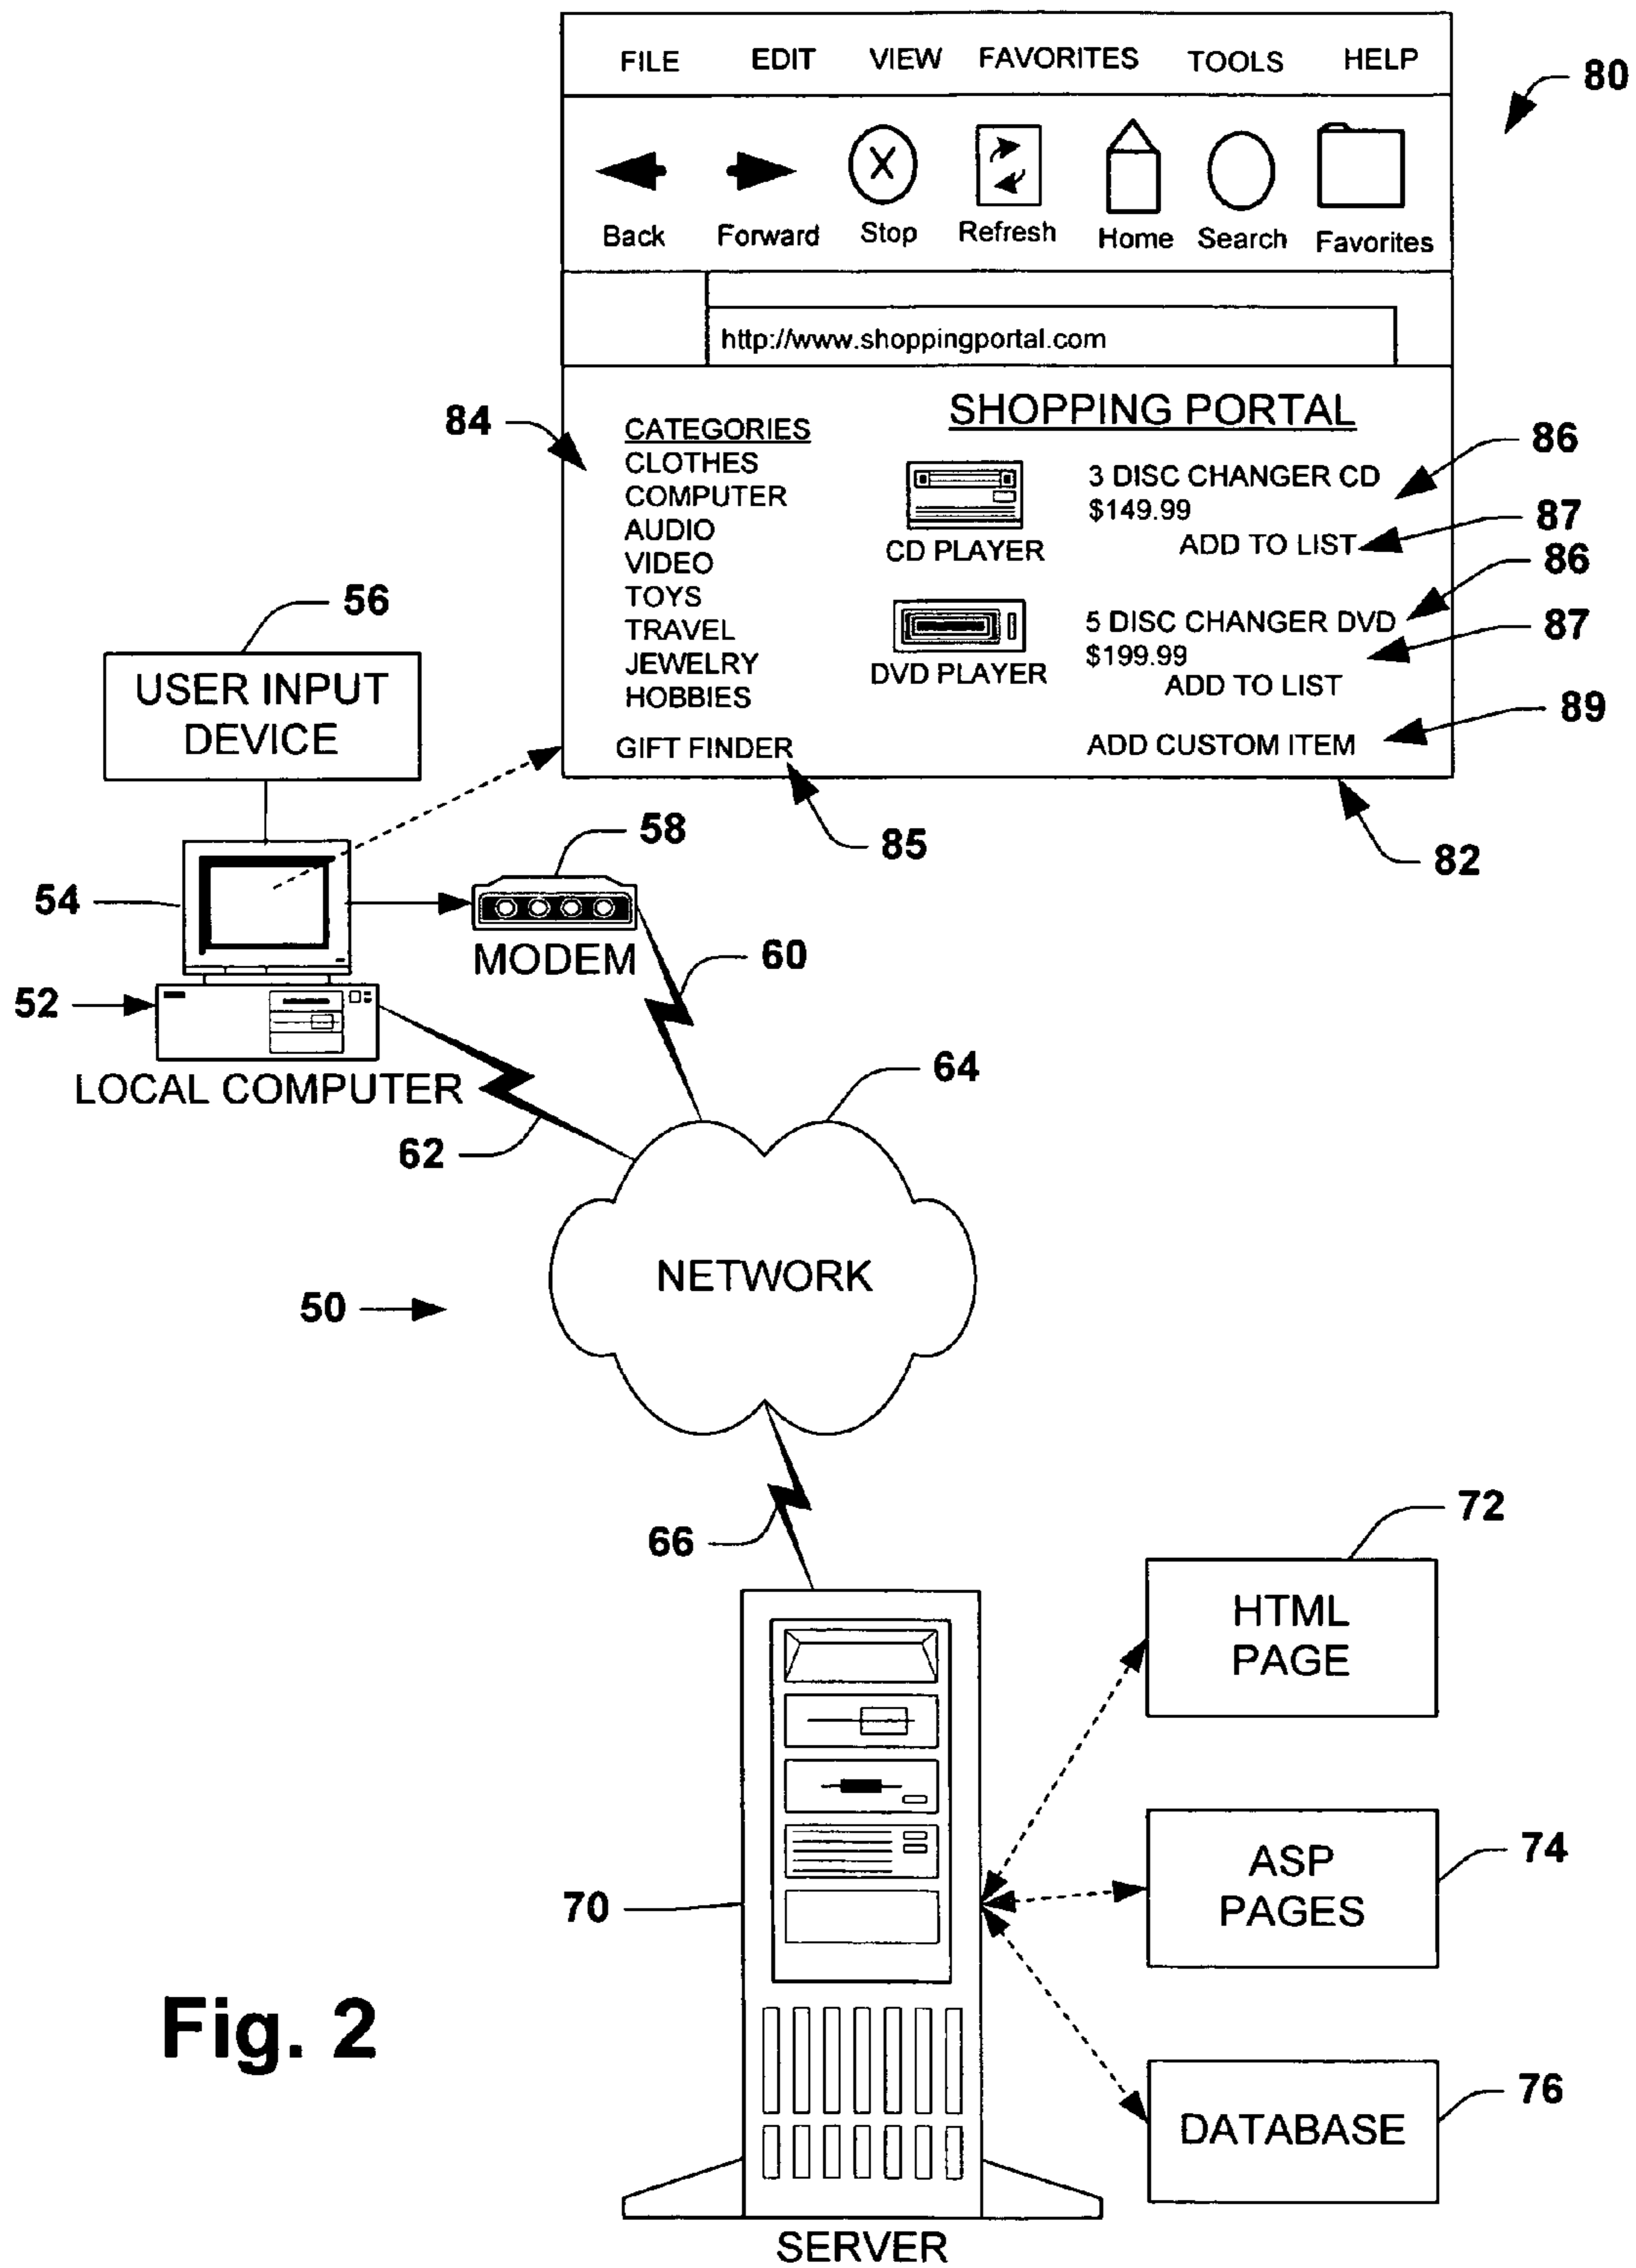 FILE EDIT VIEW FAVORITES TOOLS HELP
80
Back Forward Stop Refresh Home Search Favorites
http://www.shoppingportal.com
SHOPPING PORTAL
84
CATEGORIES
CLOTHES
COMPUTER
AUDIO
VIDEO
TOYS
TRAVEL
JEWELRY
HOBBIES
GIFT FINDER
CD PLAYER
3 DISC CHANGER CD
$149.99
ADD TO LIST
86
87
DVD PLAYER
5 DISC CHANGER DVD
$199.99
ADD TO LIST
86
87
ADD CUSTOM ITEM
89
85
82
56
USER INPUT
DEVICE
54
58
MODEM
60
52
LOCAL COMPUTER
62
64
NETWORK
50
66
72
HTML
PAGE
70
ASP
PAGES
74
DATABASE
76
SERVER
Fig. 2